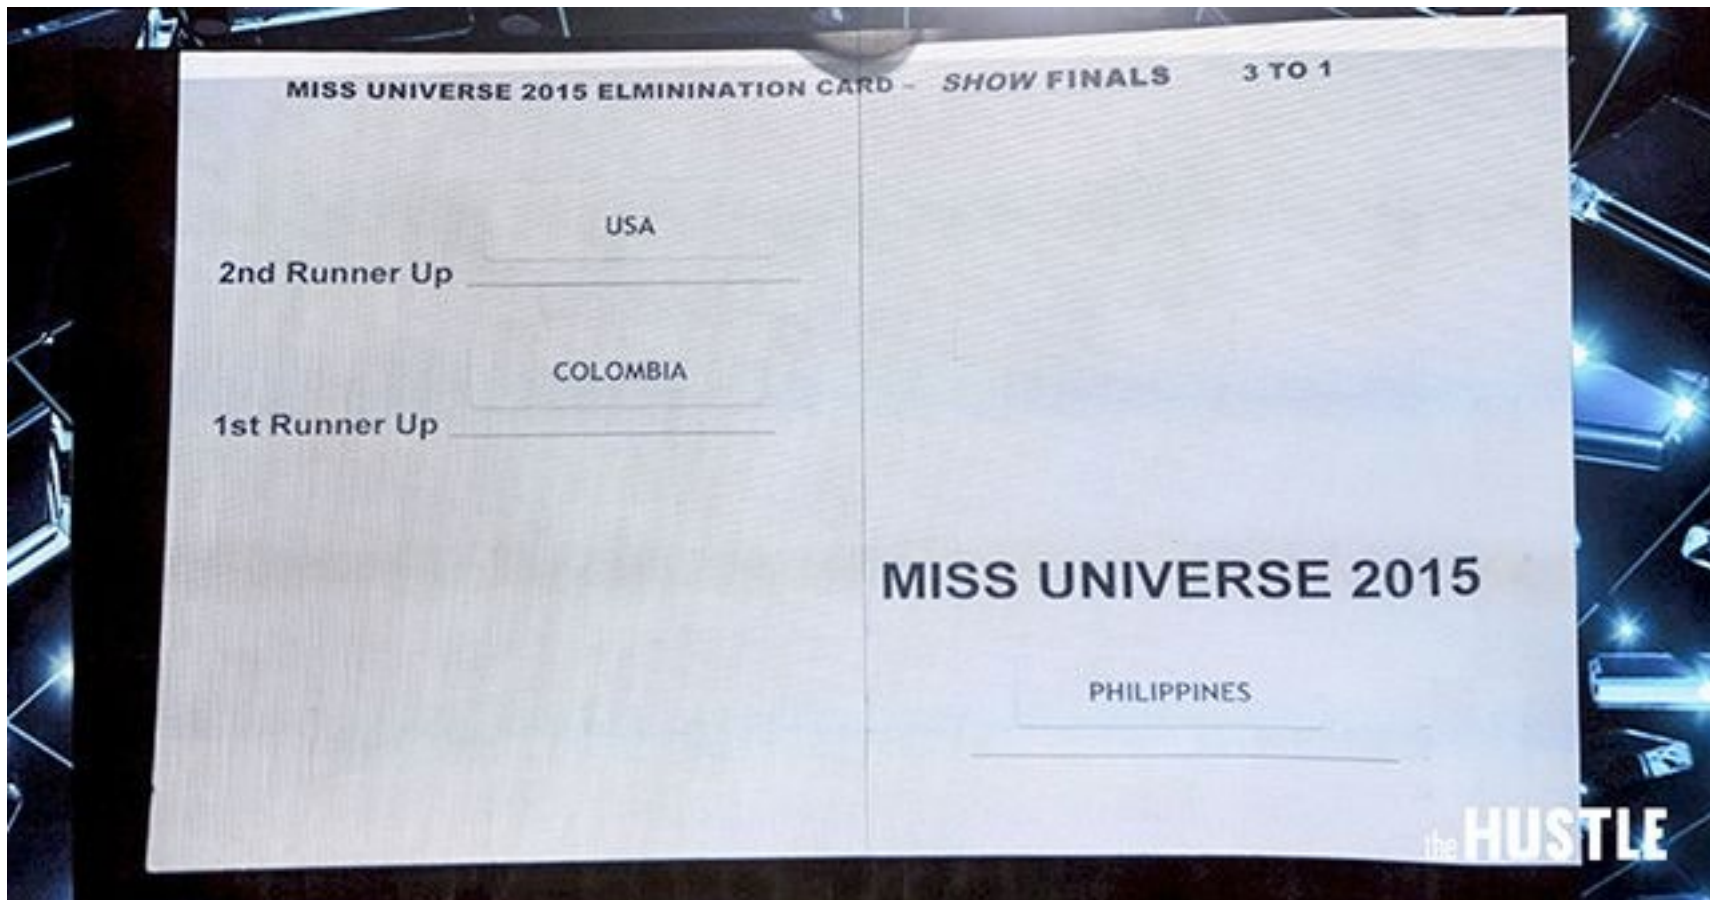 MISS UNIVERSE 2015 ELMININATION CARD – SHOW FINALS 3 TO 1
USA
2nd Runner Up
COLOMBIA
1st Runner Up
MISS UNIVERSE 2015
PHILIPPINES
the HUSTLE